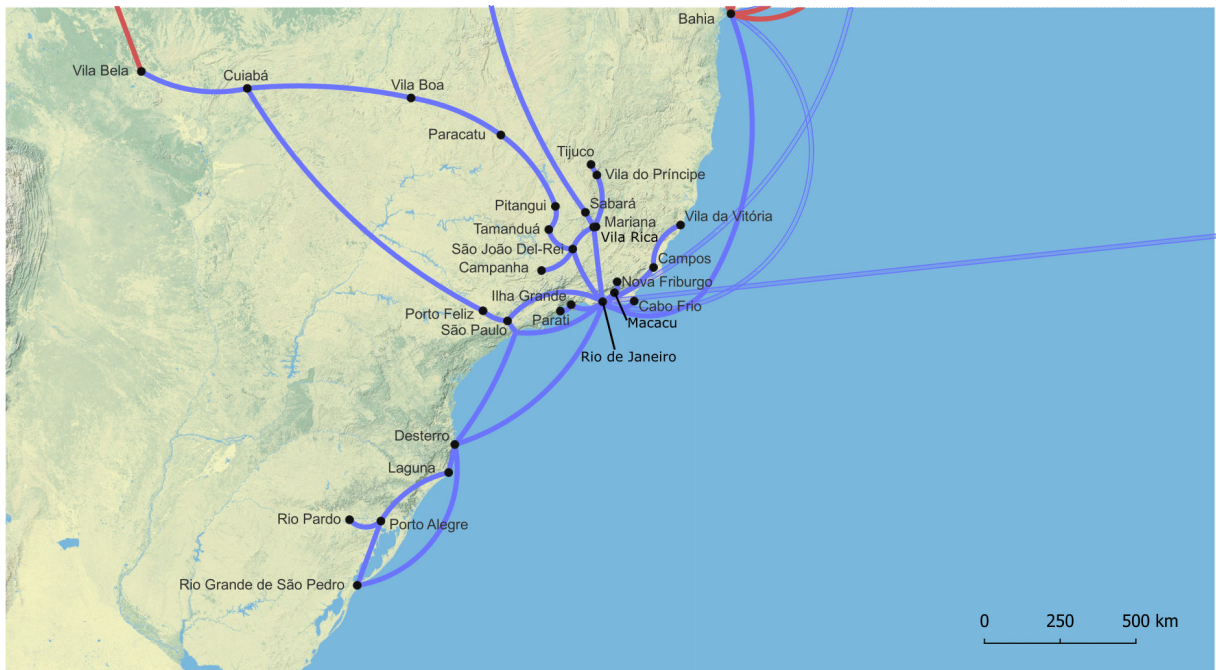 Bahia
Vila Bela
Cuiabá
Vila Boa
Paracatu
Tijuco
Vila do Príncipe
Pitangui
Sabará
Mariana
Vila da Vitória
Tamanduá
Vila Rica
São João Del-Rei
Campanha
Campos
Nova Friburgo
Ilha Grande
Cabo Frio
Porto Feliz
Parati
Macacu
São Paulo
Rio de Janeiro
Desterro
Laguna
Rio Pardo
Porto Alegre
Rio Grande de São Pedro
0 250 500 km